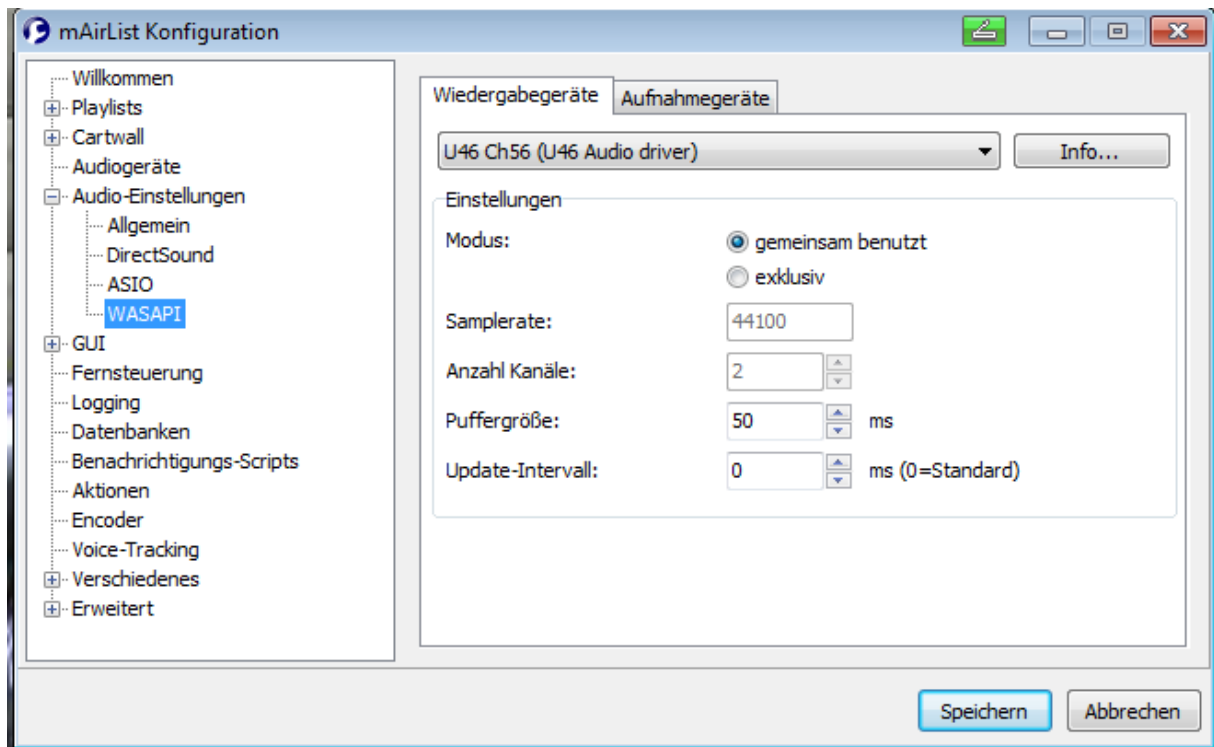 mAirList Konfiguration
Willkommen
Playlists
Cartwall
Audiogeräte
Audio-Einstellungen
Allgemein
DirectSound
ASIO
WASAPI
GUI
Fernsteuerung
Logging
Datenbanken
Benachrichtigungs-Scripts
Aktionen
Encoder
Voice-Tracking
Verschiedenes
Erweitert
Wiedergabegeräte Aufnahmegeräte
U46 Ch56 (U46 Audio driver) Info...
Einstellungen
Modus: gemeinsam benutzt
exklusiv
Samplerate: 44100
Anzahl Kanäle: 2
Puffergröße: 50 ms
Update-Intervall: 0 ms (0=Standard)
Speichern Abbrechen